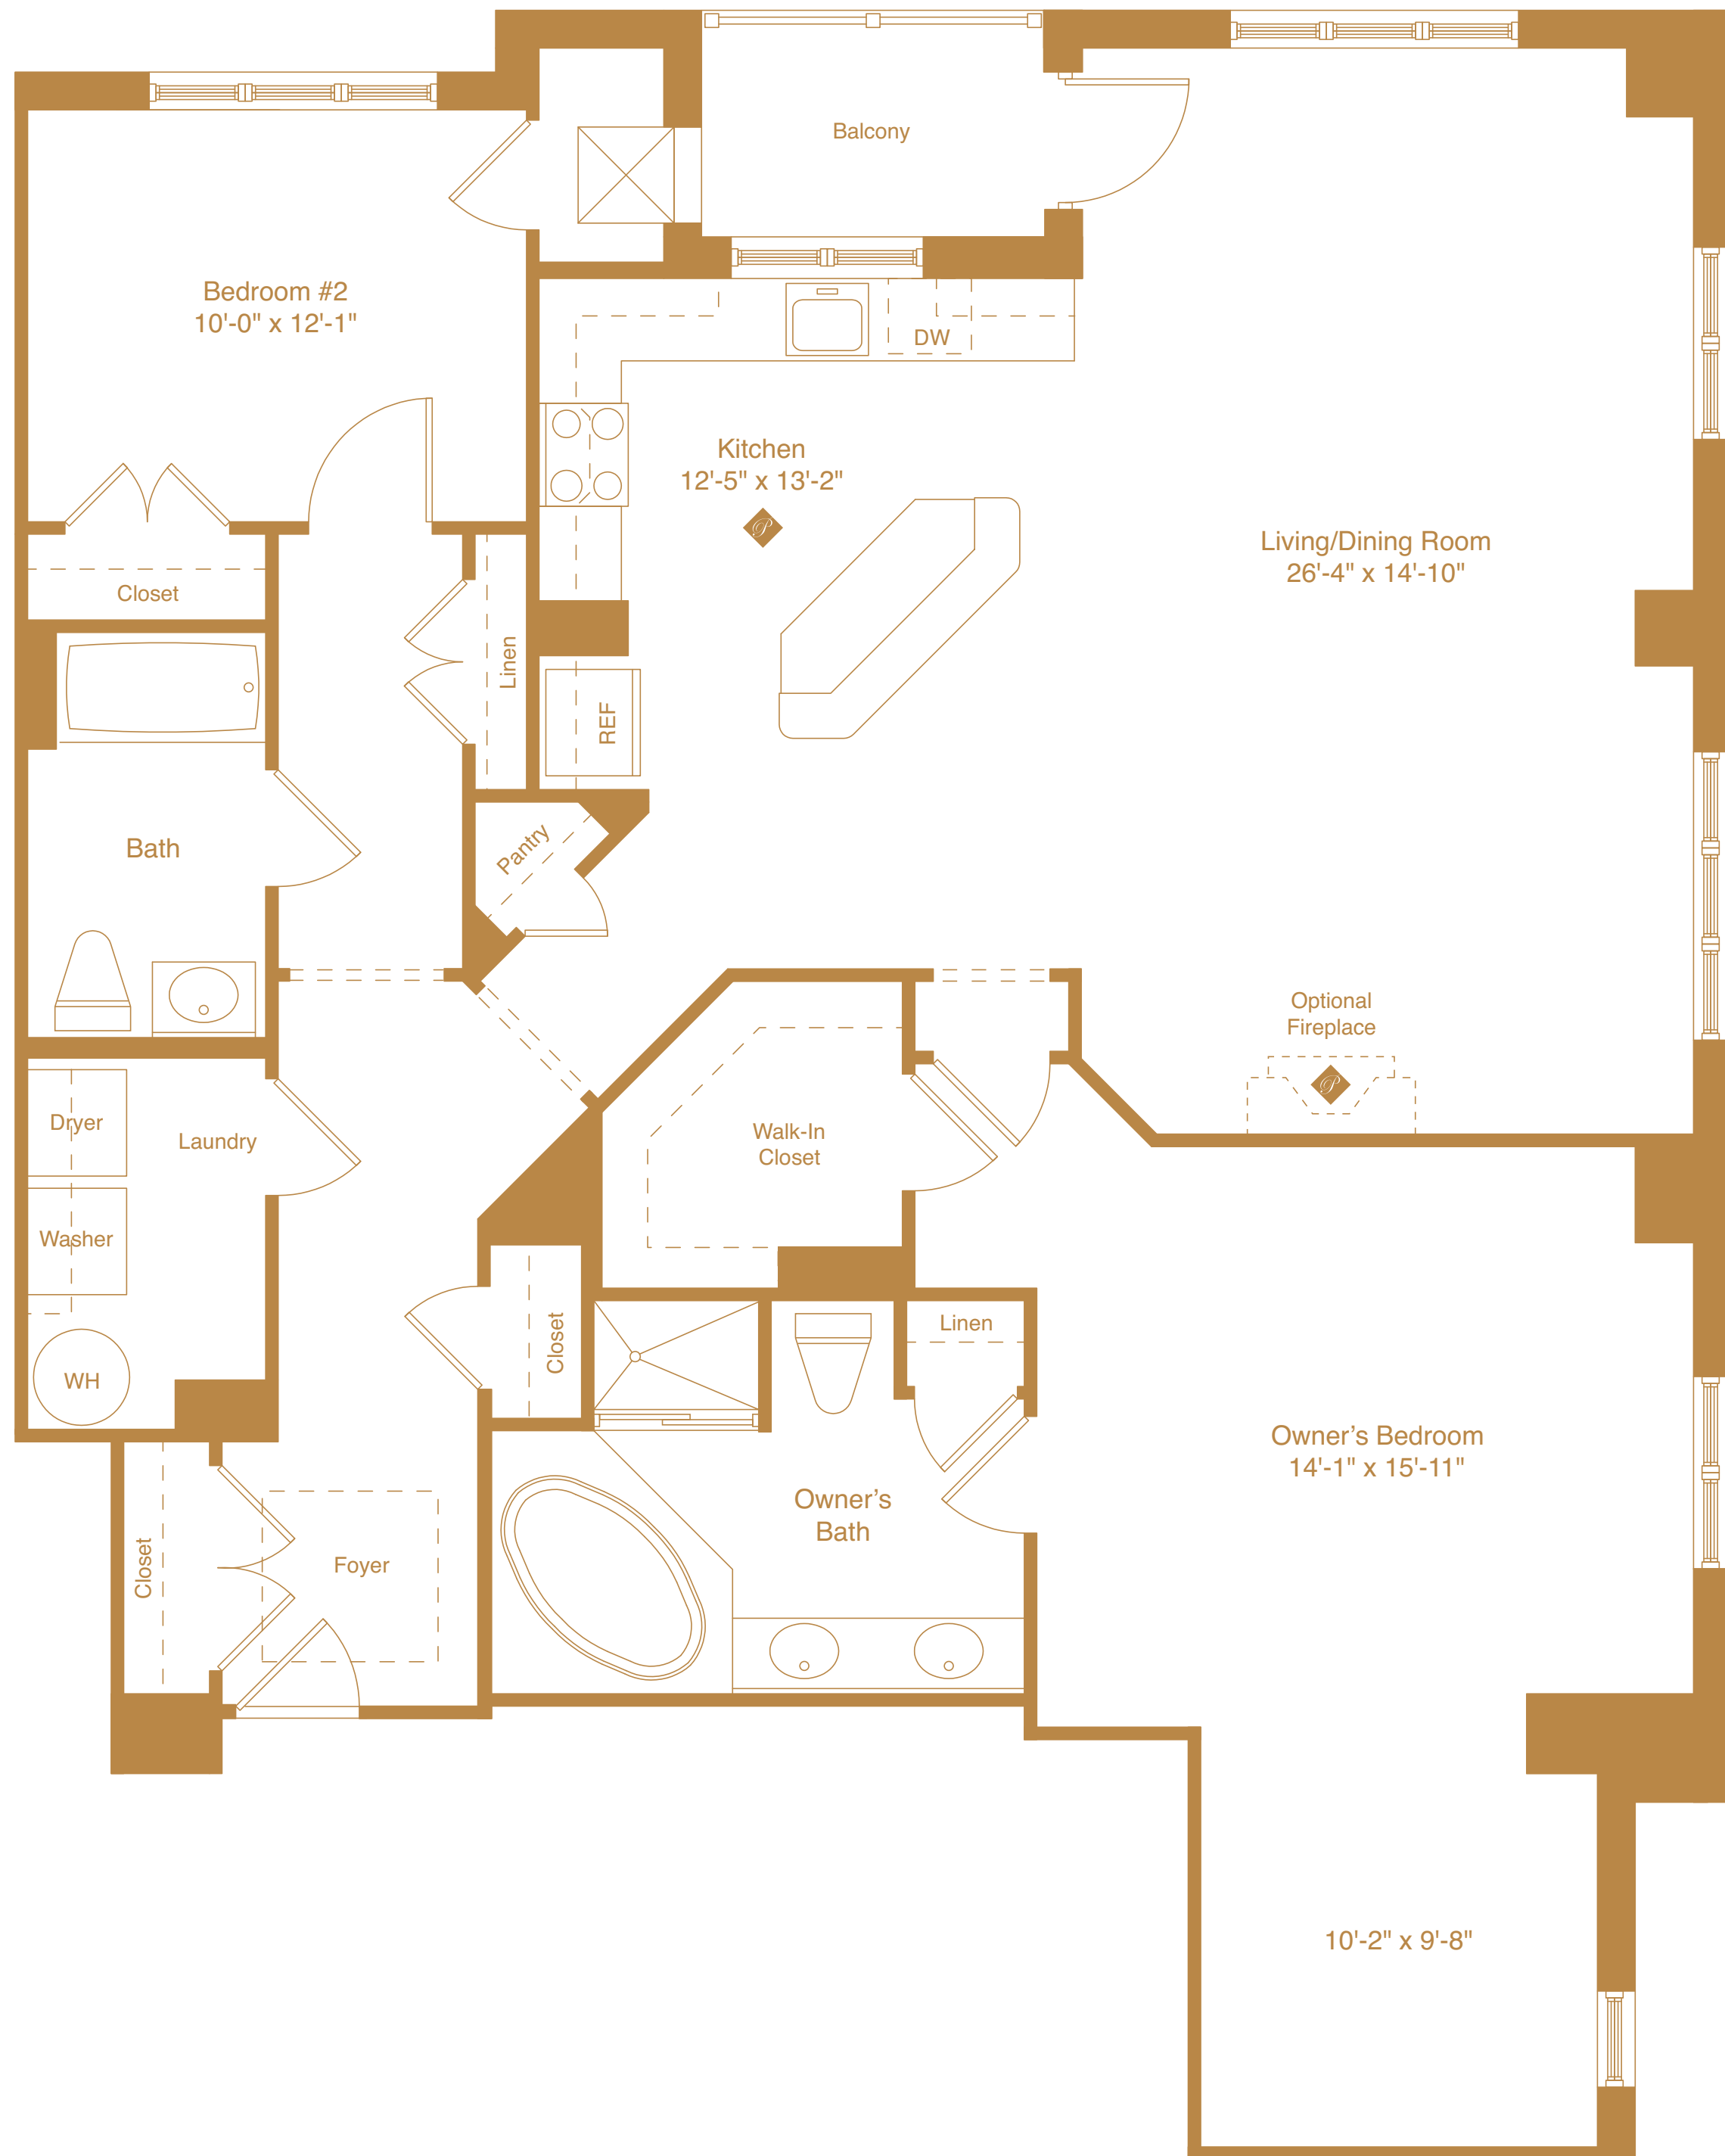 Balcony
Bedroom #2
10'-0" x 12'-1"
DW
Kitchen
12'-5" x 13'-2"
P
Living/Dining Room
26'-4" x 14'-10"
Closet
Linen
REF
Pantry
Bath
Optional
Fireplace
P
Dryer
Laundry
Walk-In
Closet
Washer
WH
Closet
Linen
Owner's Bedroom
14'-1" x 15'-11"
Owner's
Bath
Closet
Foyer
10'-2" x 9'-8"